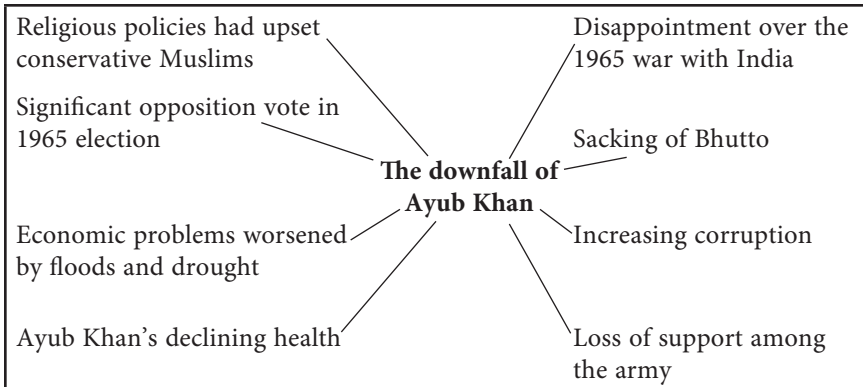 Religious policies had upset
conservative Muslims
Significant opposition vote in
1965 election
Economic problems worsened
by floods and drought
Ayub Khan’s declining health
The downfall of
Ayub Khan
Disappointment over the
1965 war with India
Sacking of Bhutto
Increasing corruption
Loss of support among
the army